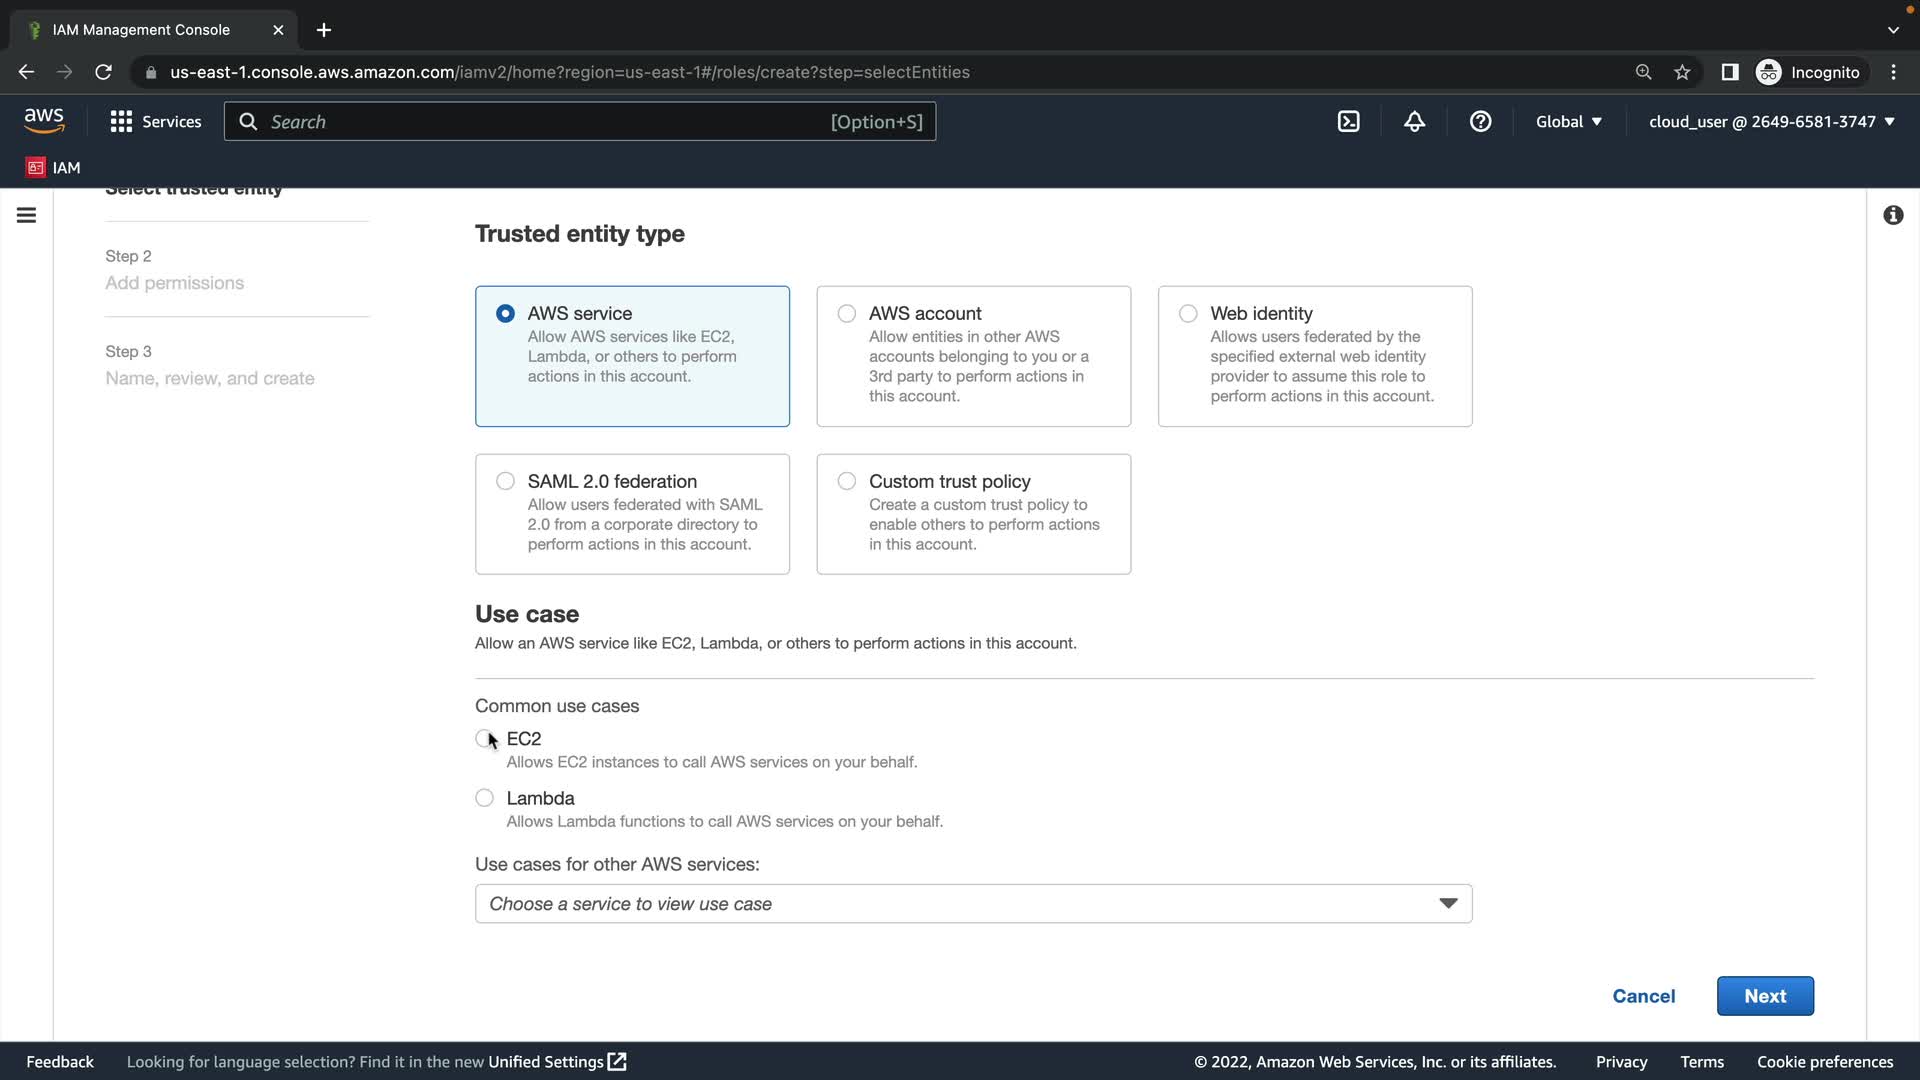 IAM Management Console
us-east-1.console.aws.amazon.com/iamv2/home?region=us-east-1#/roles/create?step=selectEntities
Incognito
aws
Services
Search
[Option+S]
Global
cloud_user @ 2649-6581-3747
IAM
Select trusted entity
Step 2
Add permissions
Step 3
Name, review, and create
Trusted entity type
AWS service
Allow AWS services like EC2,
Lambda, or others to perform
actions in this account.
AWS account
Allow entities in other AWS
accounts belonging to you or a
3rd party to perform actions in
this account.
Web identity
Allows users federated by the
specified external web identity
provider to assume this role to
perform actions in this account.
SAML 2.0 federation
Allow users federated with SAML
2.0 from a corporate directory to
perform actions in this account.
Custom trust policy
Create a custom trust policy to
enable others to perform actions
in this account.
Use case
Allow an AWS service like EC2, Lambda, or others to perform actions in this account.
Common use cases
EC2
Allows EC2 instances to call AWS services on your behalf.
Lambda
Allows Lambda functions to call AWS services on your behalf.
Use cases for other AWS services:
Choose a service to view use case
Cancel
Next
Feedback
Looking for language selection? Find it in the new Unified Settings
© 2022, Amazon Web Services, Inc. or its affiliates.
Privacy
Terms
Cookie preferences